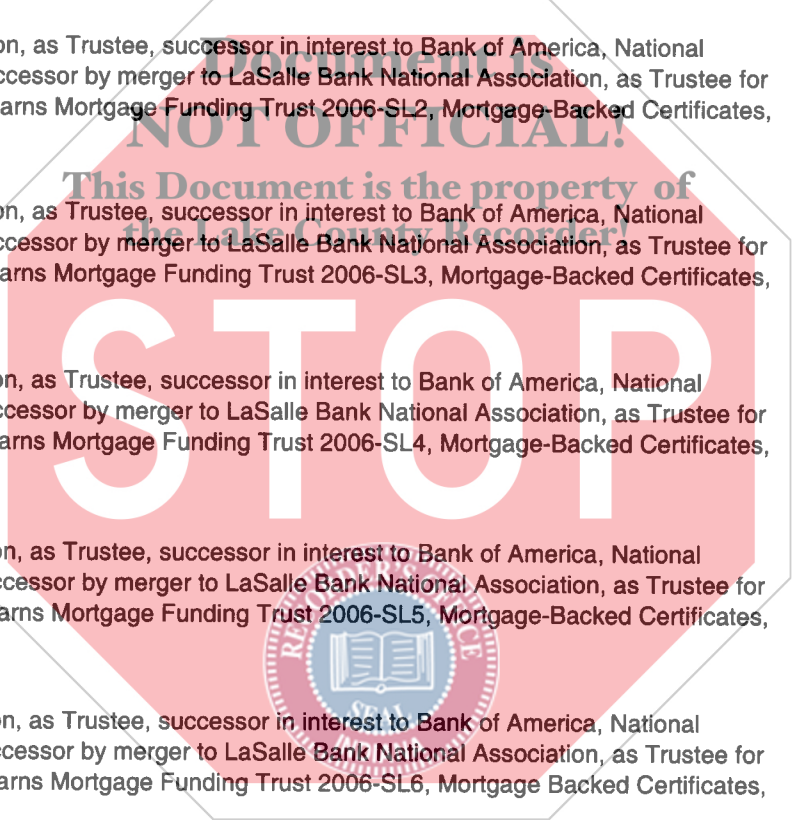 on, as Trustee, successor in interest to Bank of America, National
Document is
ccessor by merger to LaSalle Bank National Association, as Trustee for
arns Mortgage Funding Trust 2006-SL2, Mortgage-Backed Certificates,
NOT OFFICIAL!
This Document is the property of
on, as Trustee, successor in interest to Bank of America, National
the Lake County Recorder!
ccessor by merger to LaSalle Bank National Association, as Trustee for
arns Mortgage Funding Trust 2006-SL3, Mortgage-Backed Certificates,
STOP
on, as Trustee, successor in interest to Bank of America, National
ccessor by merger to LaSalle Bank National Association, as Trustee for
arns Mortgage Funding Trust 2006-SL4, Mortgage-Backed Certificates,
on, as Trustee, successor in interest to Bank of America, National
ccessor by merger to LaSalle Bank National Association, as Trustee for
arns Mortgage Funding Trust 2006-SL5, Mortgage-Backed Certificates,
RECORDER'S OFFICE
SEAL
INDIANA
on, as Trustee, successor in interest to Bank of America, National
ccessor by merger to LaSalle Bank National Association, as Trustee for
arns Mortgage Funding Trust 2006-SL6, Mortgage Backed Certificates,